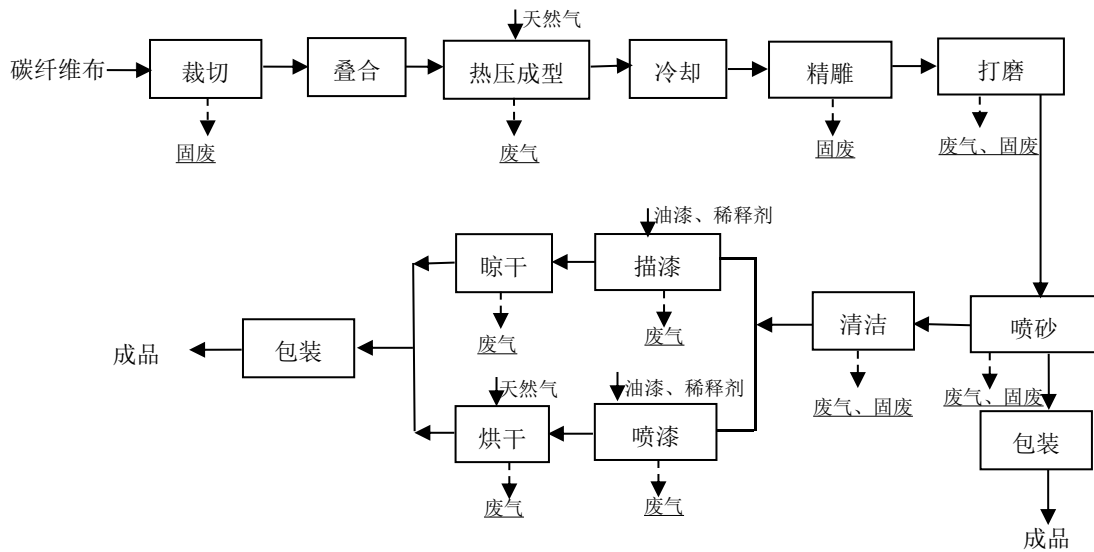 天然气
碳纤维布
裁切
叠合
热压成型
冷却
精雕
打磨
固废
废气
固废
废气、固废
油漆、稀释剂
晾干
描漆
清洁
喷砂
废气
废气
成品
包装
天然气
油漆、稀释剂
废气、固废
废气、固废
烘干
喷漆
包装
废气
废气
成品